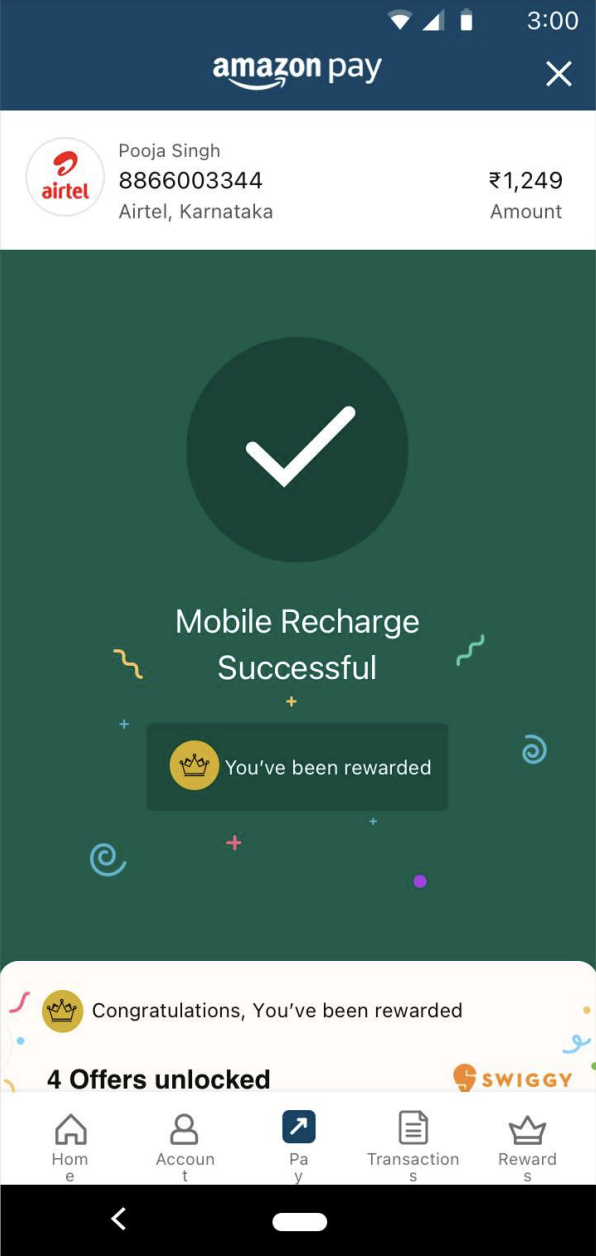 3:00
amazon pay
Pooja Singh
8866003344
₹1,249
airtel
Airtel, Karnataka
Amount
Mobile Recharge
Successful
You've been rewarded
Congratulations, You've been rewarded
4 Offers unlocked
SWIGGY
Hom
e
Accoun
t
Pa
y
Transaction
s
Reward
s